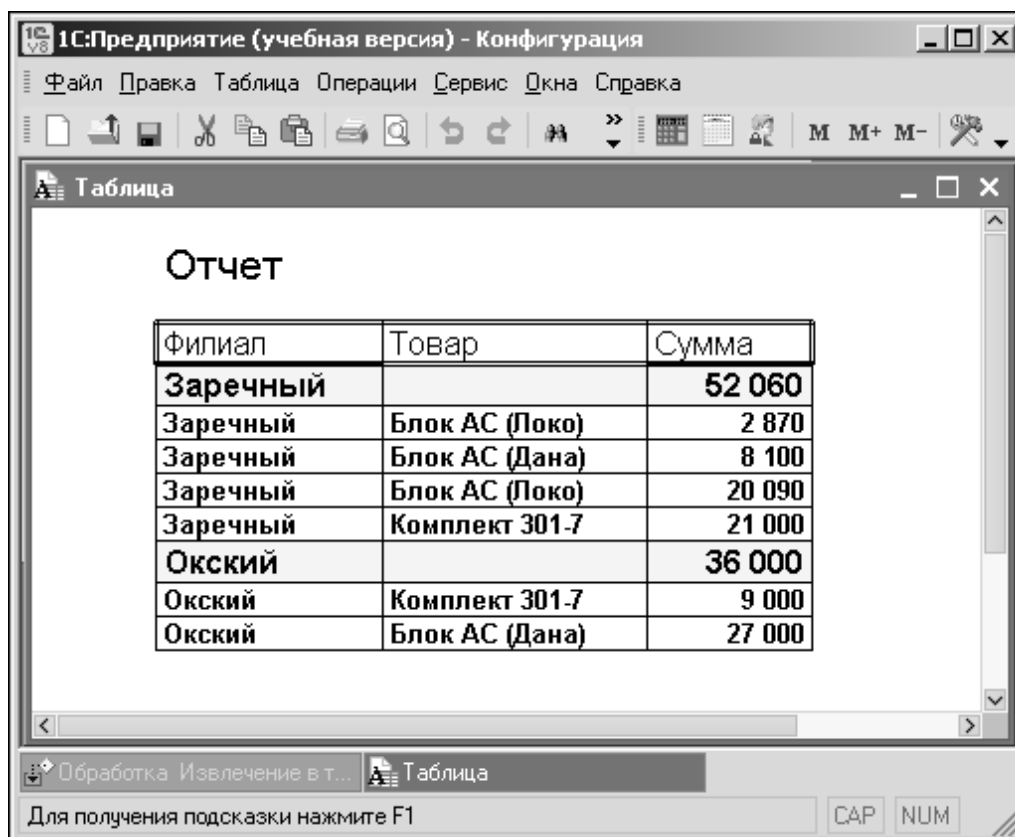 1С:Предприятие (учебная версия) - Конфигурация
Файл Правка Таблица Операции Сервис Окна Справка
M M+ M-
Таблица
Отчет
Филиал Товар Сумма
Заречный 52 060
Заречный Блок АС (Локо) 2 870
Заречный Блок АС (Дана) 8 100
Заречный Блок АС (Локо) 20 090
Заречный Комплект 301-7 21 000
Окский 36 000
Окский Комплект 301-7 9 000
Окский Блок АС (Дана) 27 000
Обработка Извлечение в т... Таблица
Для получения подсказки нажмите F1 CAP NUM